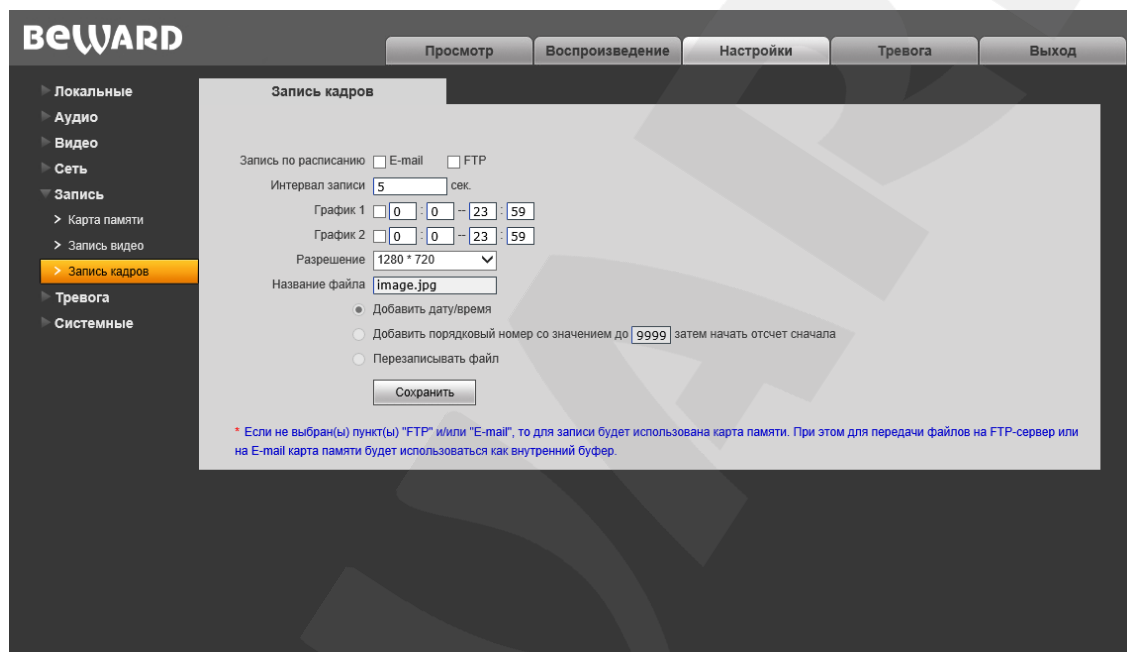 BEWARD
Просмотр Воспроизведение Настройки Тревога Выход
Локальные
Аудио
Видео
Сеть
Запись
> Карта памяти
> Запись видео
> Запись кадров
Тревога
Системные
Запись кадров
Запись по расписанию E-mail FTP
Интервал записи 5 сек.
График 1 0 : 0 -- 23 : 59
График 2 0 : 0 -- 23 : 59
Разрешение 1280 * 720
Название файла image.jpg
Добавить дату/время
Добавить порядковый номер со значением до 9999 затем начать отсчет сначала
Перезаписывать файл
Сохранить
* Если не выбран(ы) пункт(ы) "FTP" и/или "E-mail", то для записи будет использована карта памяти. При этом для передачи файлов на FTP-сервер или
на E-mail карта памяти будет использоваться как внутренний буфер.